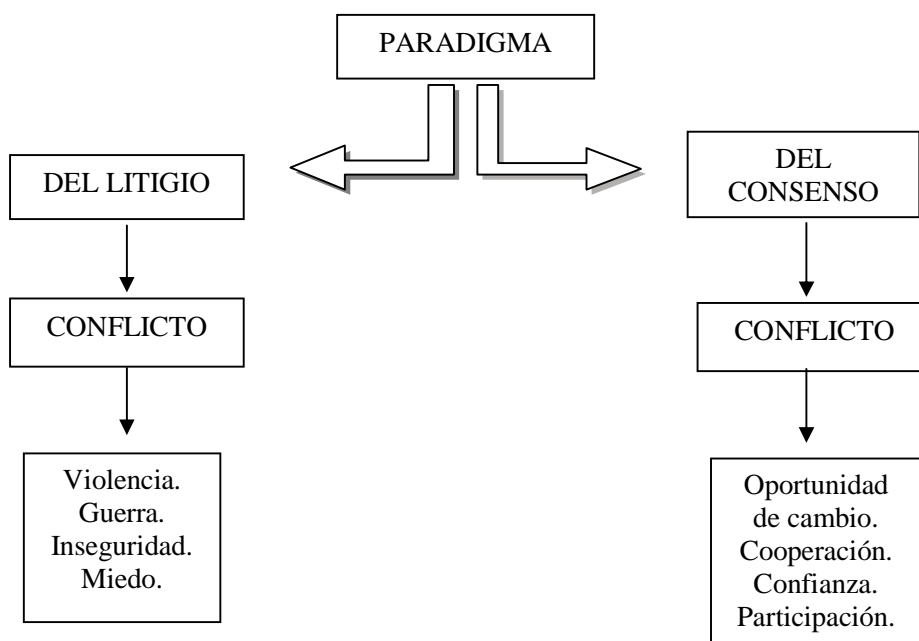 PARADIGMA
DEL LITIGIO
CONFLICTO
Violencia.
Guerra.
Inseguridad.
Miedo.
DEL
CONSENSO
CONFLICTO
Oportunidad
de cambio.
Cooperación.
Confianza.
Participación.